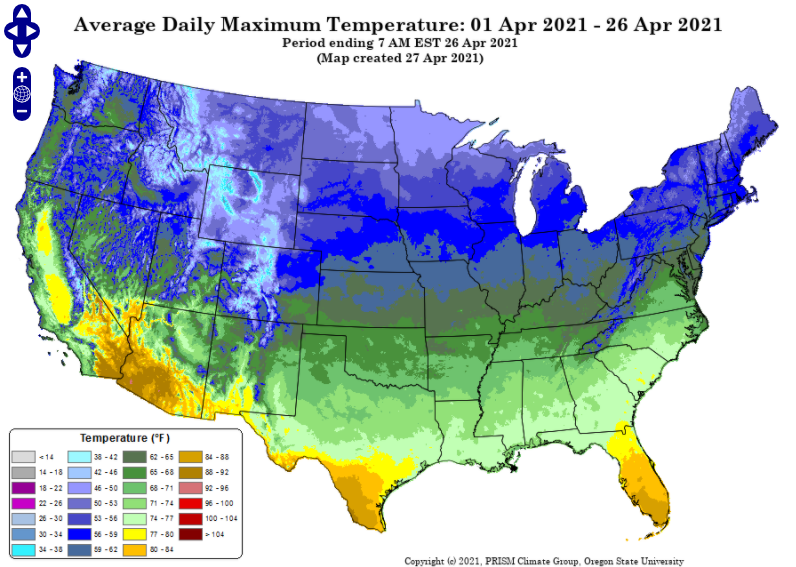 Average Daily Maximum Temperature: 01 Apr 2021 - 26 Apr 2021
Period ending 7 AM EST 26 Apr 2021
(Map created 27 Apr 2021)
Temperature (°F)
< 14 38 - 42 62 - 65 84 - 88
14 - 18 42 - 46 65 - 68 88 - 92
18 - 22 46 - 50 68 - 71 92 - 96
22 - 26 50 - 53 71 - 74 96 - 100
26 - 30 53 - 56 74 - 77 100 - 104
30 - 34 56 - 59 77 - 80 > 104
34 - 38 59 - 62 80 - 84
Copyright (c) 2021, PRISM Climate Group, Oregon State University